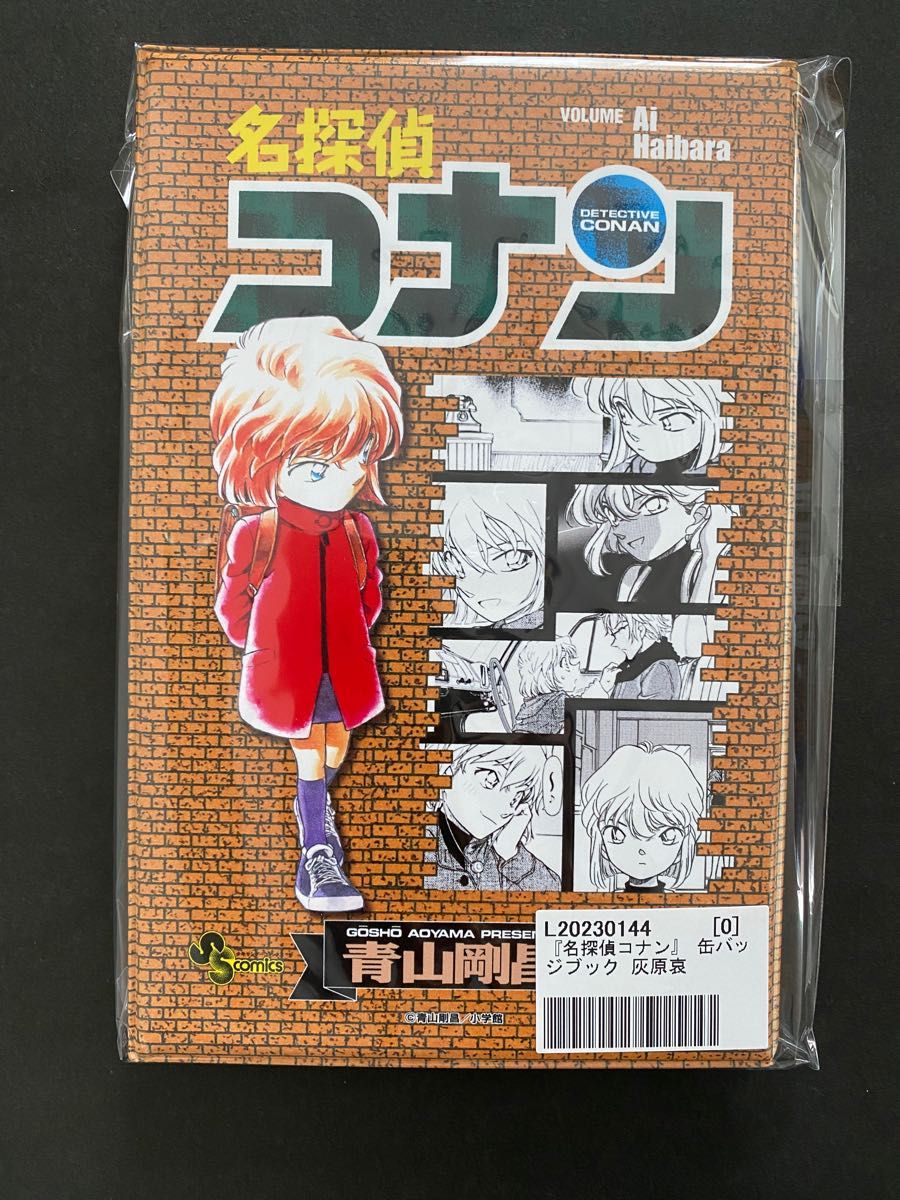 VOLUME Ai
Haibara
名探偵
コナン
DETECTIVE
CONAN
GOSHO AOYAMA PRESEN
青山剛昌
SS comics
©青山剛昌／小学館
L20230144 [0]
『名探偵コナン』 缶バッ
ジブック 灰原哀